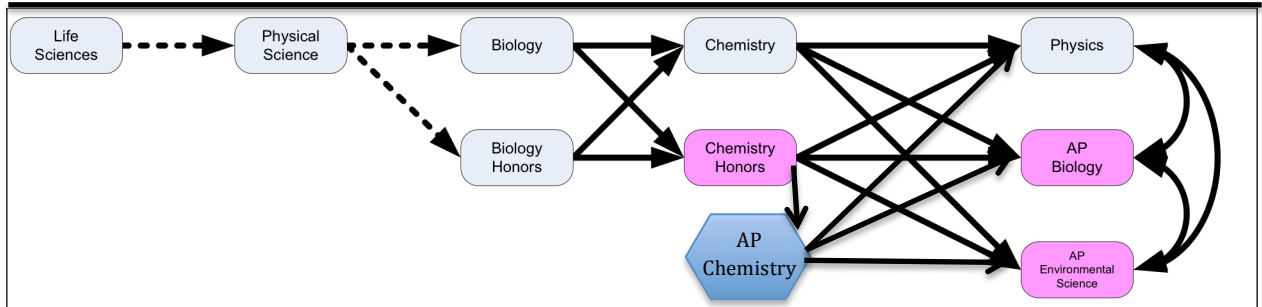 Life
Sciences
Physical
Science
Biology
Chemistry
Physics
Biology
Honors
Chemistry
Honors
AP
Biology
AP
Chemistry
AP
Environmental
Science